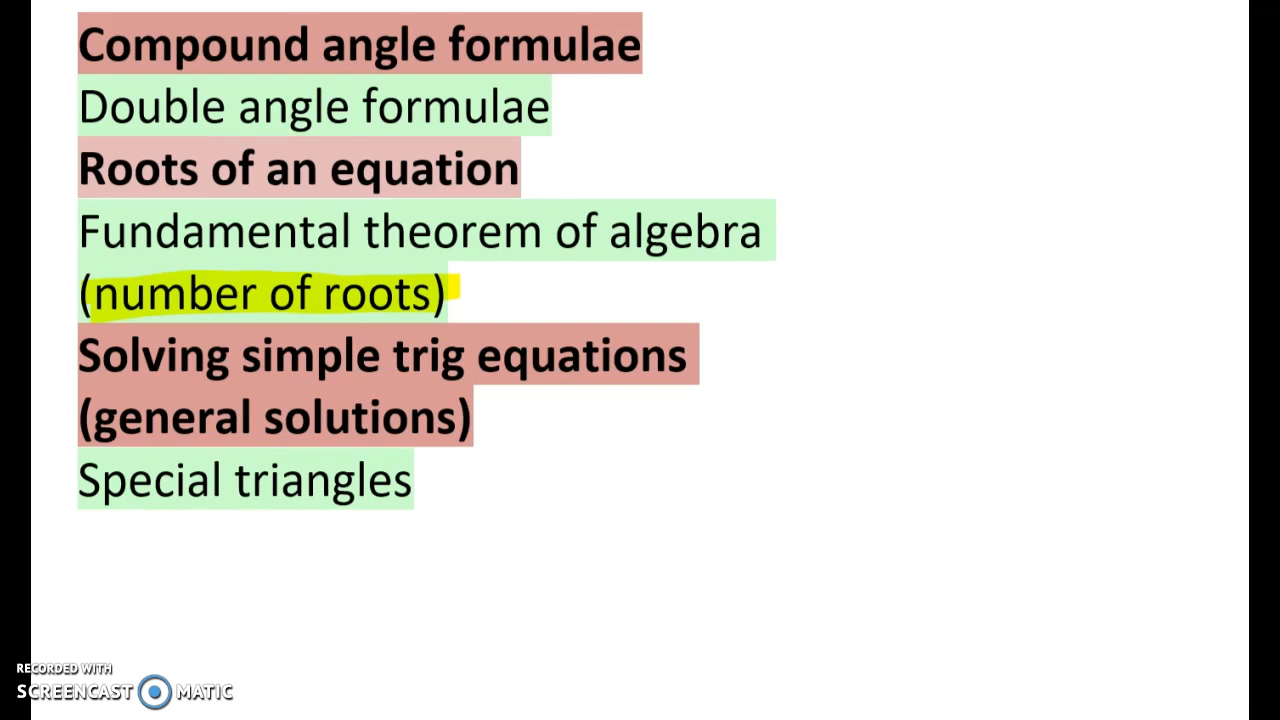 Compound angle formulae
Double angle formulae
Roots of an equation
Fundamental theorem of algebra
(number of roots)
Solving simple trig equations
(general solutions)
Special triangles
RECORDED WITH
SCREENCAST MATIC